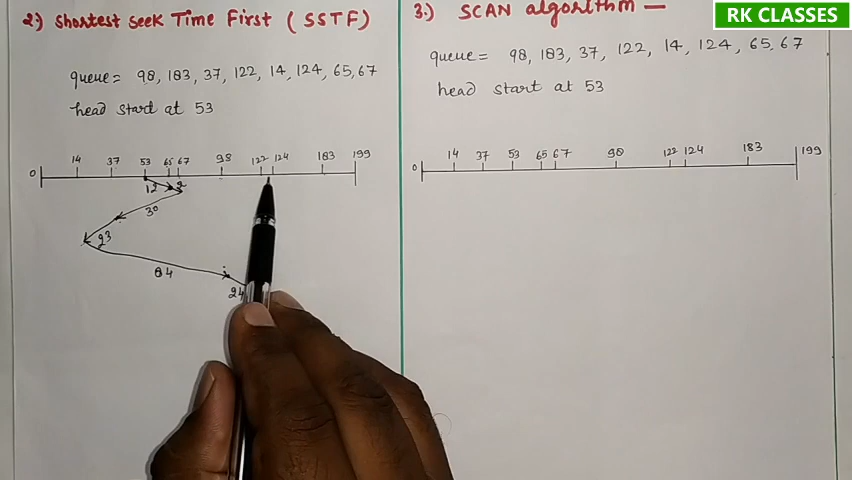 2.) Shortest Seek Time First (SSTF)
queue = 98, 183, 37, 122, 14, 124, 65, 67
head start at 53
0 14 37 53 65 67 98 122 124 183 199
12 2
30
23
84
24
3.) SCAN algorithm —
RK CLASSES
queue = 98, 183, 37, 122, 14, 124, 65, 67
head start at 53
0 14 37 53 65 67 98 122 124 183 199